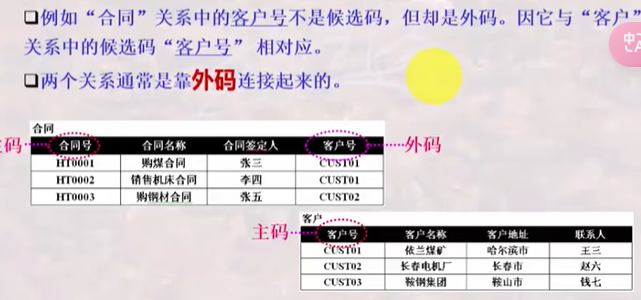 ❑例如“合同”关系中的客户号不是候选码，但却是外码。因它与“客户”
关系中的候选码“客户号”相对应。
❑两个关系通常是靠外码连接起来的。
合同
主码 合同号 合同名称 合同签定人 客户号 外码
HT0001 购煤合同 张三 CUST01
HT0002 销售机床合同 李四 CUST01
HT0003 购钢材合同 张五 CUST02
客户
主码 客户号 客户名称 客户地址 联系人
CUST01 依兰煤矿 哈尔滨市 王三
CUST02 长春电机厂 长春市 赵六
CUST03 鞍钢集团 鞍山市 钱七